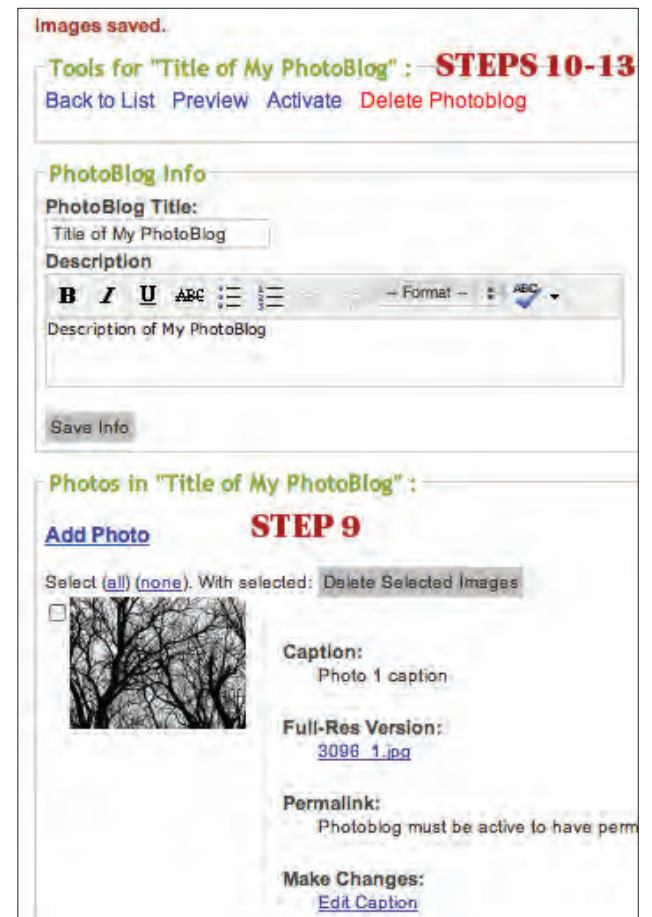 Images saved.
Tools for "Title of My PhotoBlog" : STEPS 10-13
Back to List Preview Activate Delete Photoblog
PhotoBlog Info
PhotoBlog Title:
Title of My PhotoBlog
Description
B I U ABC -- Format -- ABC
Description of My PhotoBlog
Save Info
Photos in "Title of My PhotoBlog" :
Add Photo STEP 9
Select (all) (none). With selected: Delete Selected Images
Caption:
Photo 1 caption
Full-Res Version:
3096_1.jpg
Permalink:
Photoblog must be active to have perm
Make Changes:
Edit Caption